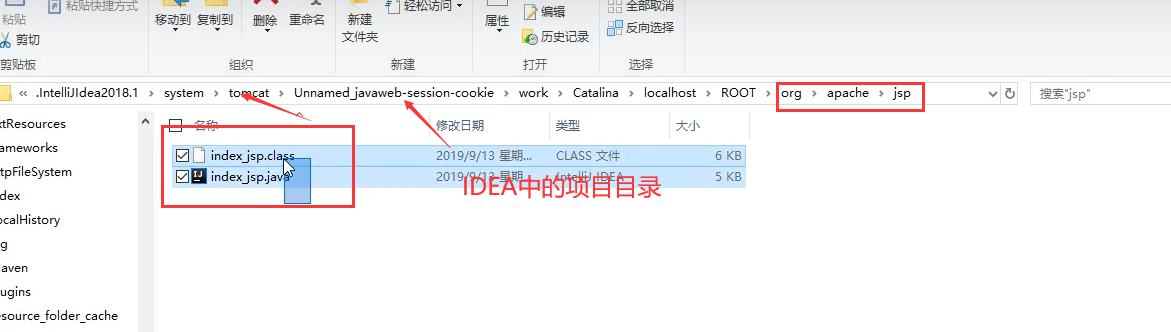 粘贴
粘贴快捷方式
剪切
剪贴板
移动到
复制到
删除
重命名
组织
新建
文件夹
轻松访问
新建
属性
编辑
历史记录
打开
全部取消
反向选择
选择
« .IntelliJIdea2018.1 > system > tomcat > Unnamed_javaweb-session-cookie > work > Catalina > localhost > ROOT > org > apache > jsp
搜索"jsp"
名称 修改日期 类型 大小
index_jsp.class 2019/9/13 星期... CLASS 文件 6 KB
index_jsp.java 2019/9/13 星期... IntelliJ IDEA 5 KB
IDEA中的项目目录
xtResources
ameworks
tpFileSystem
dex
ocalHistory
g
aven
ugins
esource_folder_cache